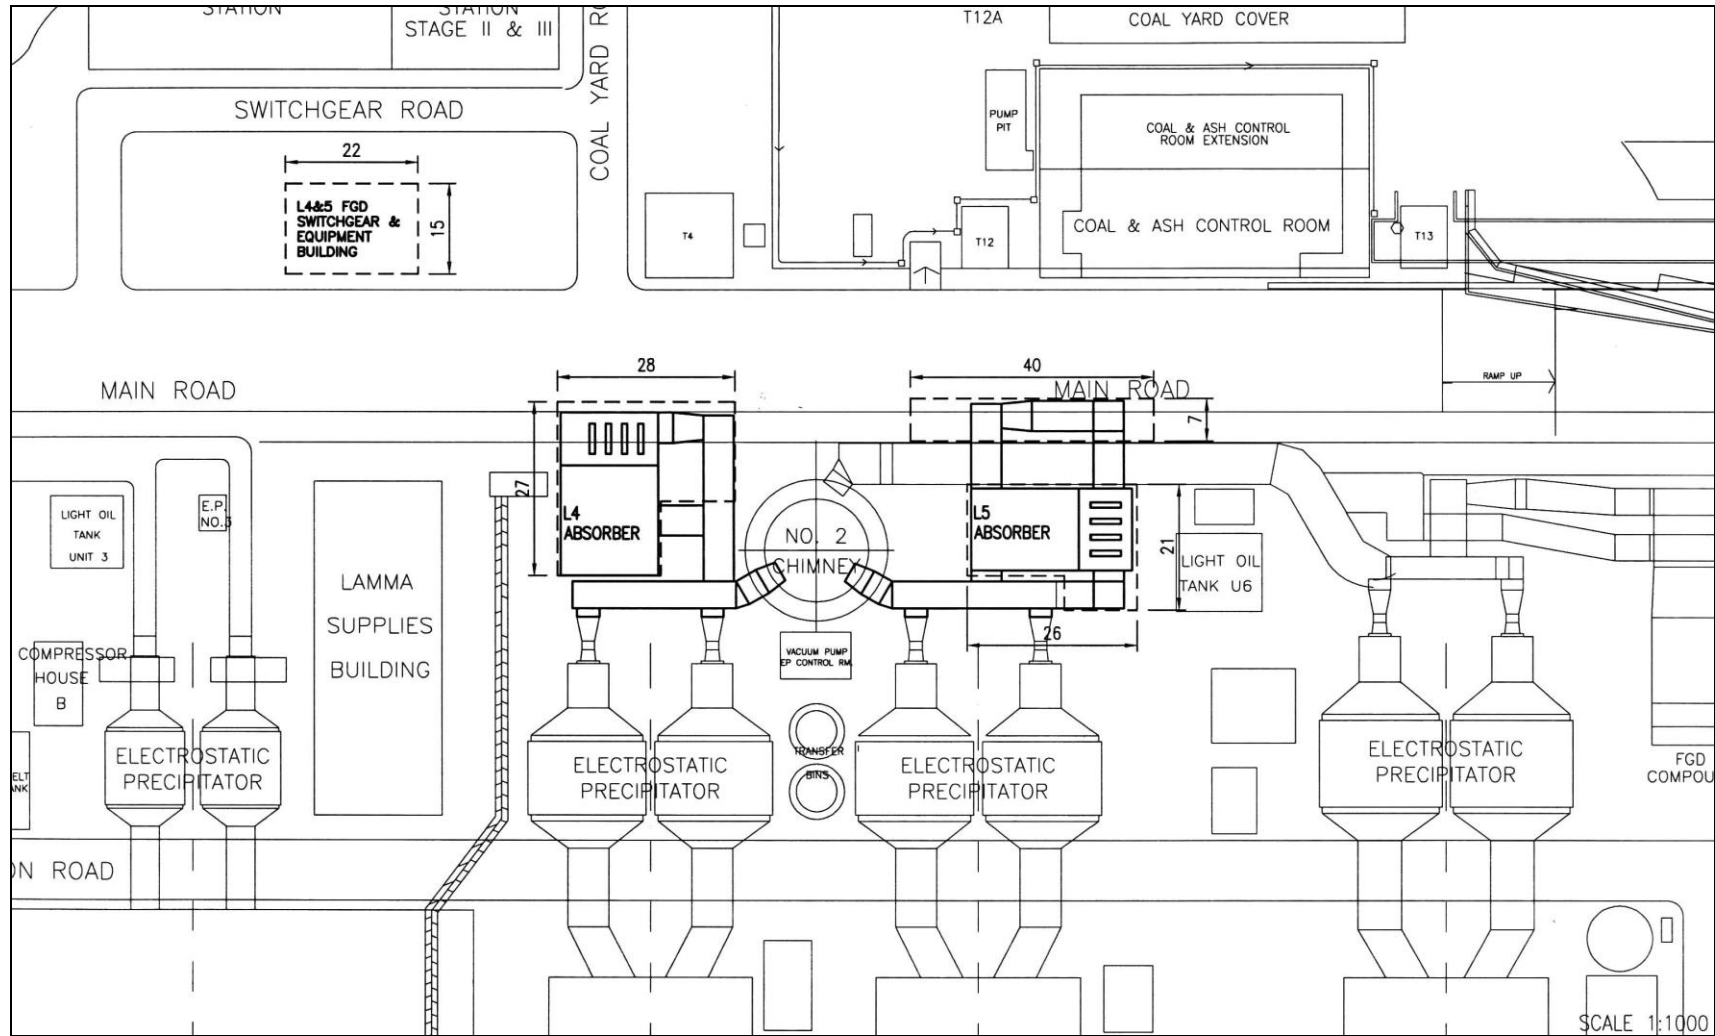 STATION
STATION
STAGE II & III
T12A
COAL YARD COVER
SWITCHGEAR ROAD
PUMP
PIT
COAL & ASH CONTROL
ROOM EXTENSION
22
L4&5 FGD
SWITCHGEAR &
EQUIPMENT
BUILDING
15
T4
T12
COAL & ASH CONTROL ROOM
T13
MAIN ROAD
28
40
MAIN ROAD
RAMP UP
7
27
L4
ABSORBER
NO. 2
CHIMNEY
L5
ABSORBER
21
LIGHT OIL
TANK
UNIT 3
E.P.
NO.3
LIGHT OIL
TANK U6
LAMMA
SUPPLIES
BUILDING
26
VACUUM PUMP
EP CONTROL RM.
COMPRESSOR
HOUSE
B
TRANSFER
BINS
ELECTROSTATIC
PRECIPITATOR
ELECTROSTATIC
PRECIPITATOR
ELECTROSTATIC
PRECIPITATOR
ELECTROSTATIC
PRECIPITATOR
FGD
COMPOU
ON ROAD
SCALE 1:1000